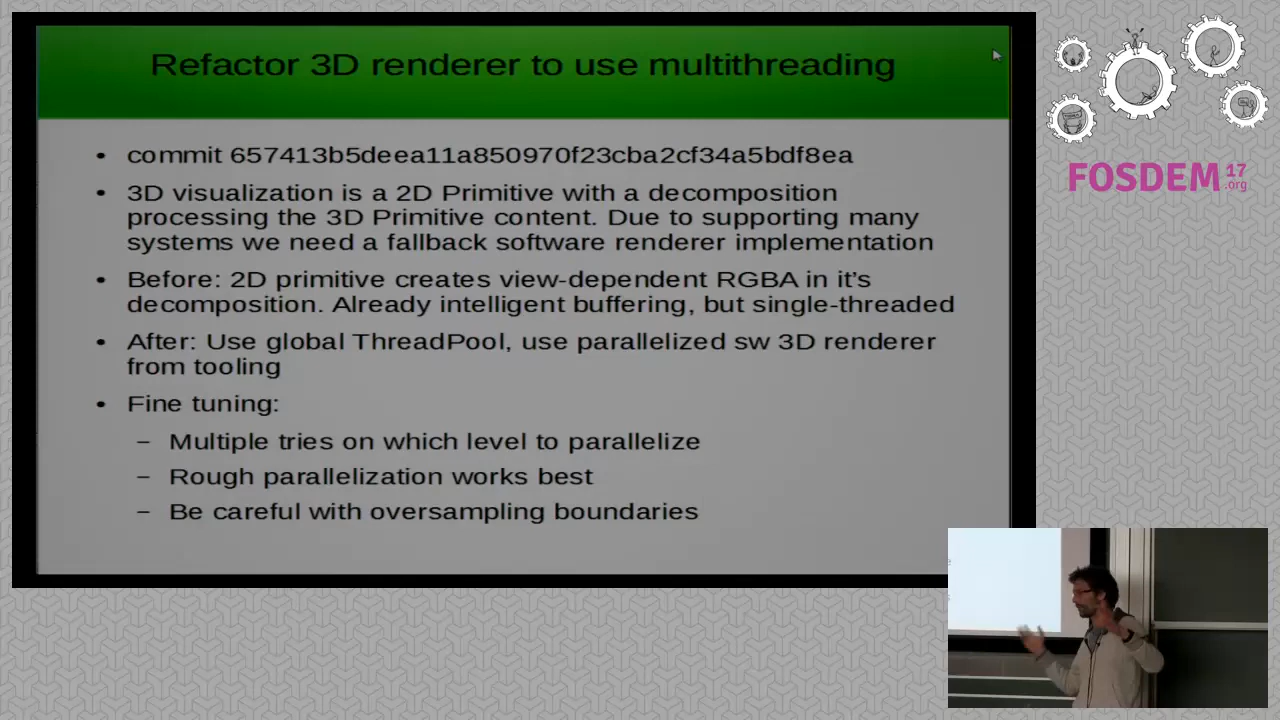 Refactor 3D renderer to use multithreading
• commit 657413b5deea11a850970f23cba2cf34a5bdf8ea
• 3D visualization is a 2D Primitive with a decomposition
processing the 3D Primitive content. Due to supporting many
systems we need a fallback software renderer implementation
• Before: 2D primitive creates view-dependent RGBA in it's
decomposition. Already intelligent buffering, but single-threaded
• After: Use global ThreadPool, use parallelized sw 3D renderer
from tooling
• Fine tuning:
– Multiple tries on which level to parallelize
– Rough parallelization works best
– Be careful with oversampling boundaries
FOSDEM 17
.org